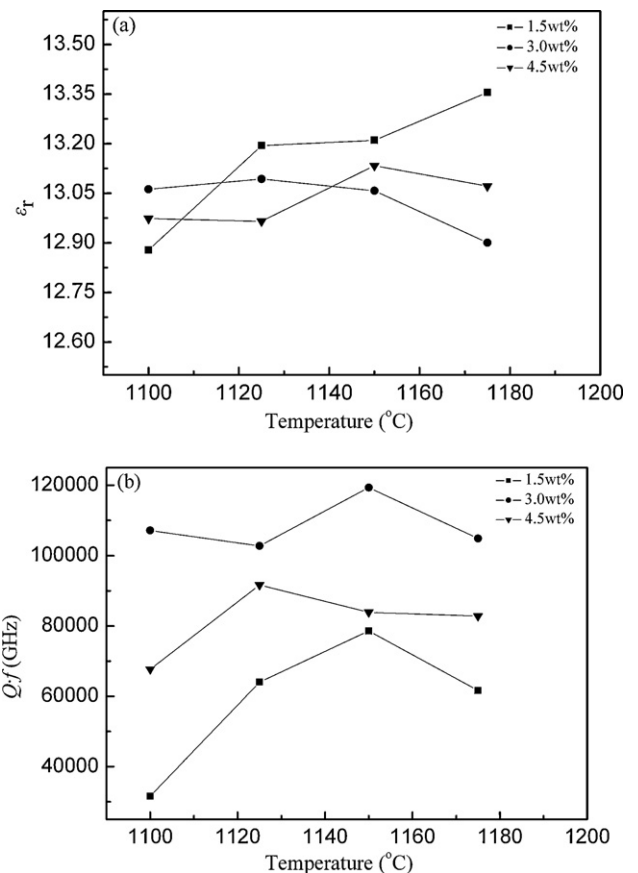 (a)
1.5wt%
3.0wt%
4.5wt%
13.50
13.35
13.20
13.05
12.90
12.75
12.60
εr
1100 1120 1140 1160 1180 1200
Temperature (°C)
(b)
1.5wt%
3.0wt%
4.5wt%
120000
100000
80000
60000
40000
Q·f (GHz)
1100 1120 1140 1160 1180 1200
Temperature (°C)